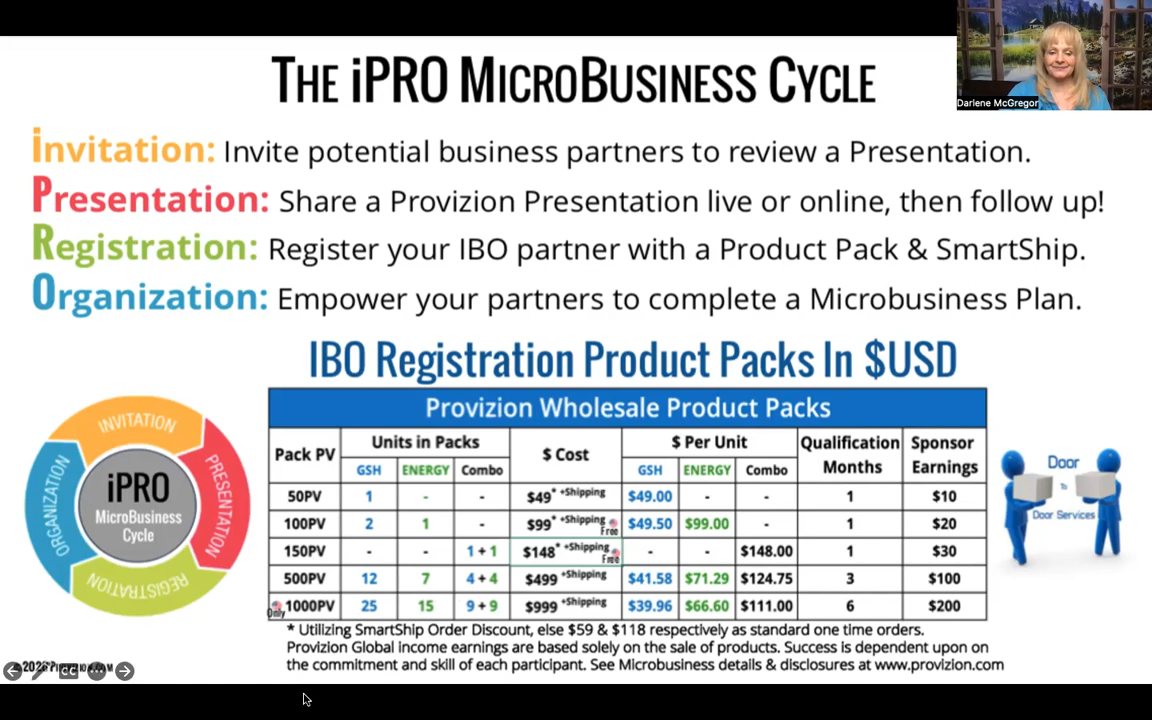 THE iPRO MICROBUSINESS CYCLE
Darlene McGregor
invitation: Invite potential business partners to review a Presentation.
Presentation: Share a Provizion Presentation live or online, then follow up!
Registration: Register your IBO partner with a Product Pack & SmartShip.
Organization: Empower your partners to complete a Microbusiness Plan.
IBO Registration Product Packs In $USD
Provizion Wholesale Product Packs
Pack PV Units in Packs $ Cost $ Per Unit Qualification Months Sponsor Earnings
GSH ENERGY Combo GSH ENERGY Combo
50PV 1 - - $49* +Shipping $49.00 - - 1 $10
100PV 2 1 - $99* +Shipping Free $49.50 $99.00 - 1 $20
150PV - - 1 + 1 $148* +Shipping Free - - $148.00 1 $30
500PV 12 7 4 + 4 $499 +Shipping $41.58 $71.29 $124.75 3 $100
Only 1000PV 25 15 9 + 9 $999 +Shipping $39.96 $66.60 $111.00 6 $200
* Utilizing SmartShip Order Discount, else $59 & $118 respectively as standard one time orders.
Provizion Global income earnings are based solely on the sale of products. Success is dependent upon on
the commitment and skill of each participant. See Microbusiness details & disclosures at www.provizion.com
INVITATION
PRESENTATION
REGISTRATION
ORGANIZATION
iPRO
MicroBusiness
Cycle
Door
To
Door Services
CC